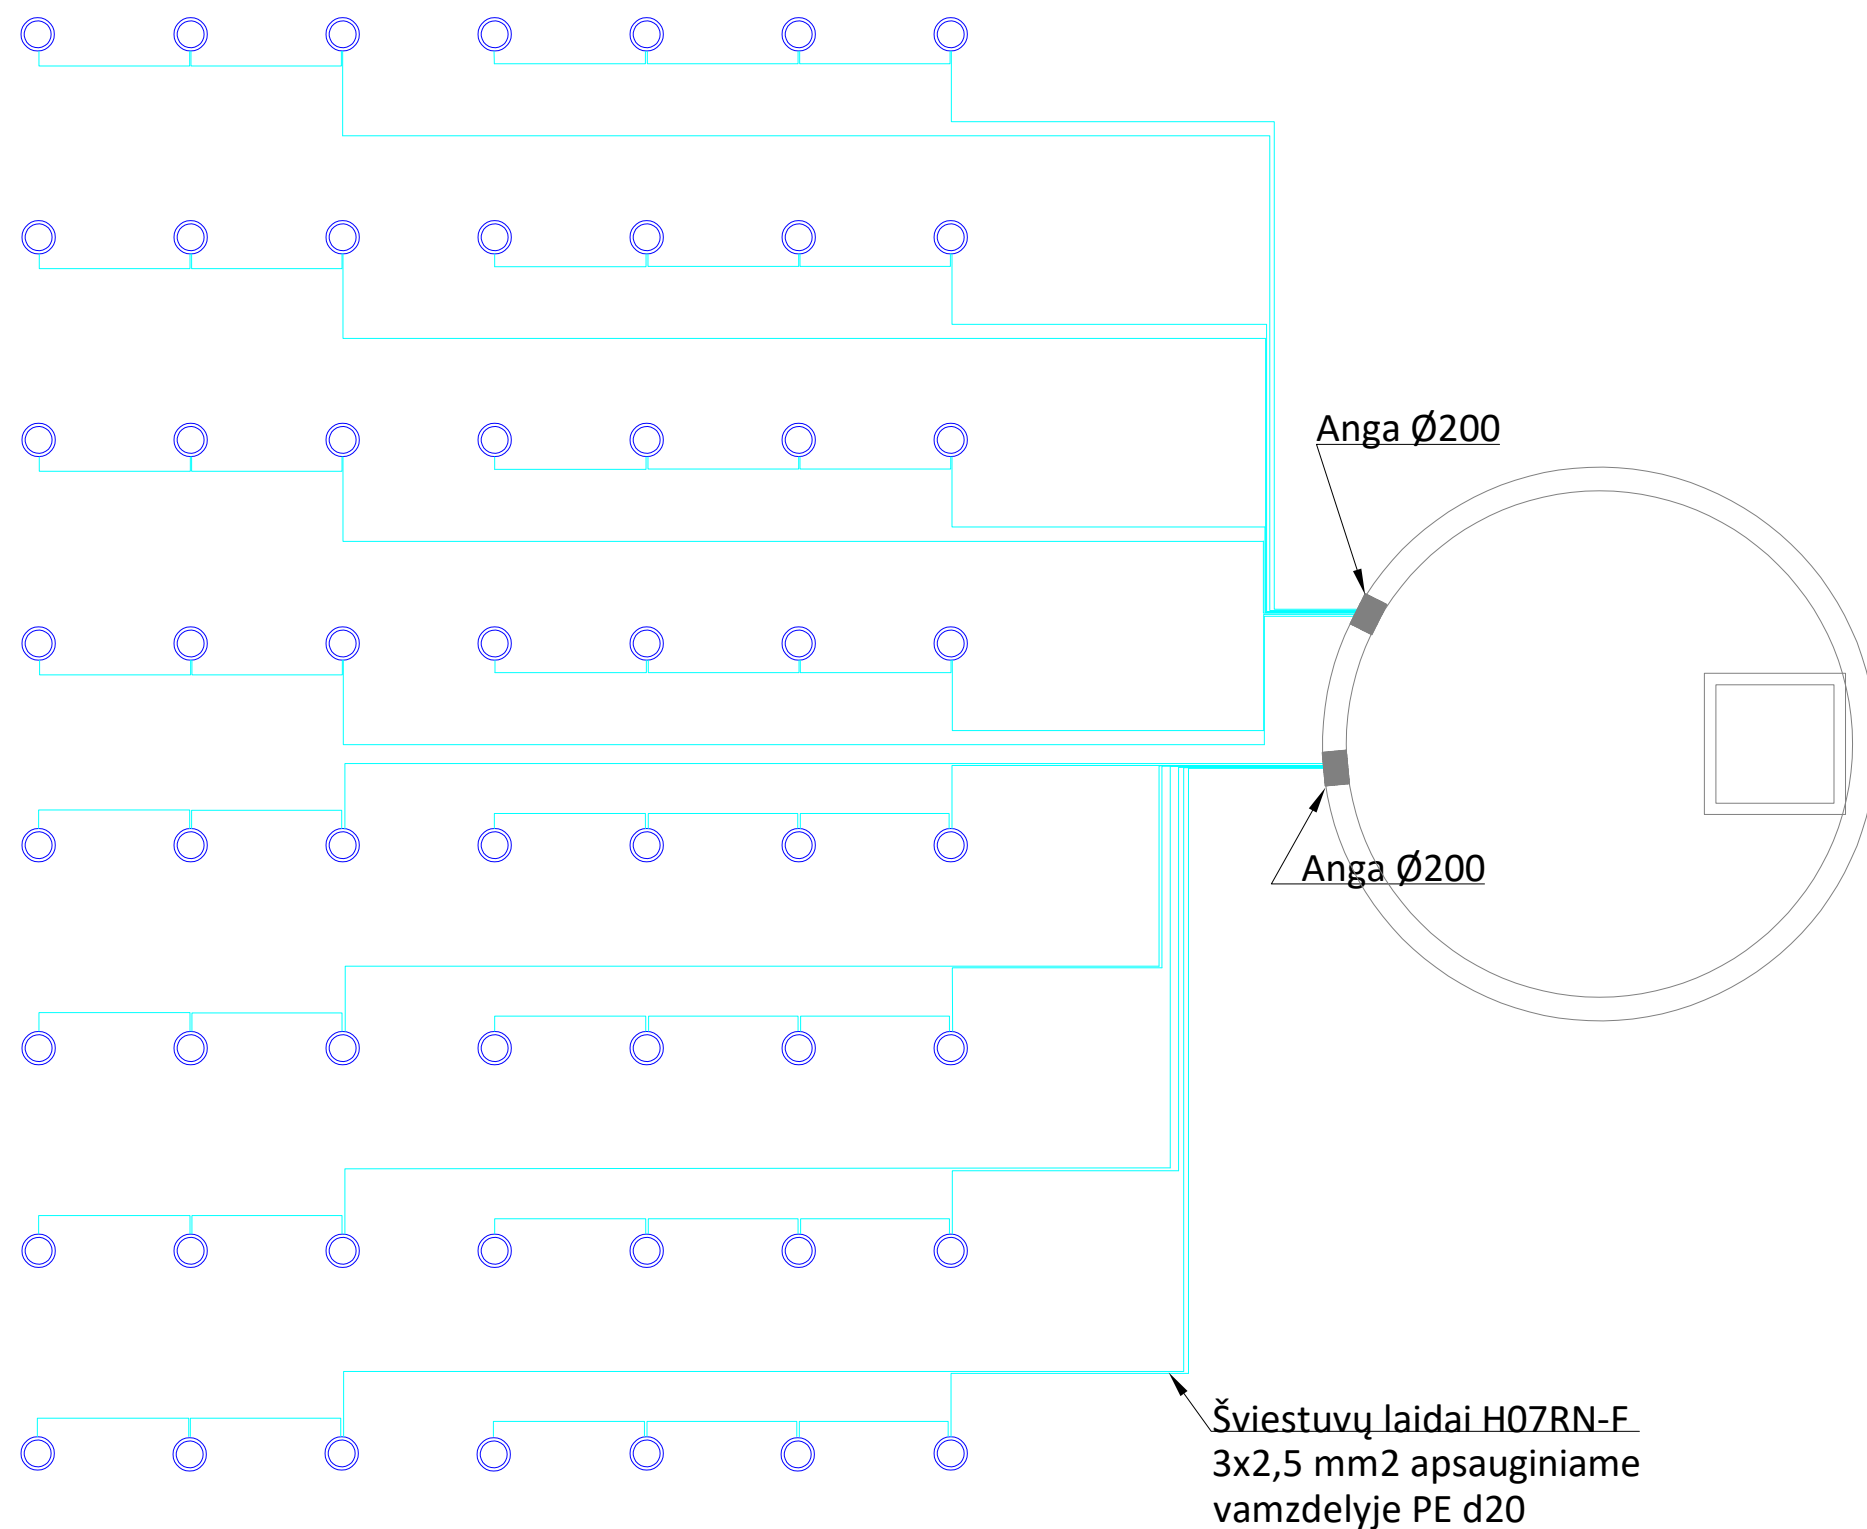 Anga Ø200
Anga Ø200
Šviestuvų laidai H07RN-F
3x2,5 mm2 apsauginiame
vamzdelyje PE d20